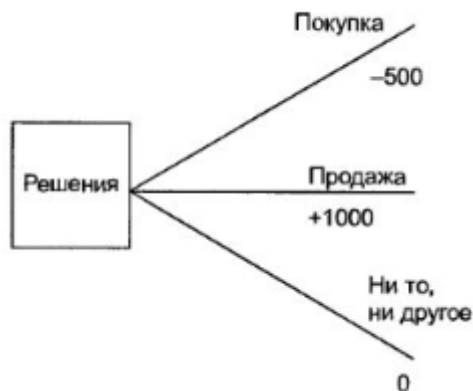 Покупка
–500
Решения
Продажа
+1000
Ни то,
ни другое
0